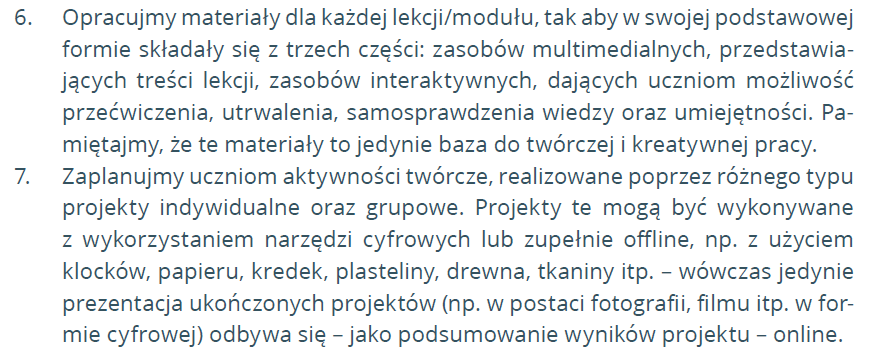 6. Opracujmy materiały dla każdej lekcji/modułu, tak aby w swojej podstawowej
formie składały się z trzech części: zasobów multimedialnych, przedstawia-
jących treści lekcji, zasobów interaktywnych, dających uczniom możliwość
przećwiczenia, utrwalenia, samosprawdzenia wiedzy oraz umiejętności. Pa-
miętajmy, że te materiały to jedynie baza do twórczej i kreatywnej pracy.
7. Zaplanujmy uczniom aktywności twórcze, realizowane poprzez różnego typu
projekty indywidualne oraz grupowe. Projekty te mogą być wykonywane
z wykorzystaniem narzędzi cyfrowych lub zupełnie offline, np. z użyciem
klocków, papieru, kredek, plasteliny, drewna, tkaniny itp. – wówczas jedynie
prezentacja ukończonych projektów (np. w postaci fotografii, filmu itp. w for-
mie cyfrowej) odbywa się – jako podsumowanie wyników projektu – online.